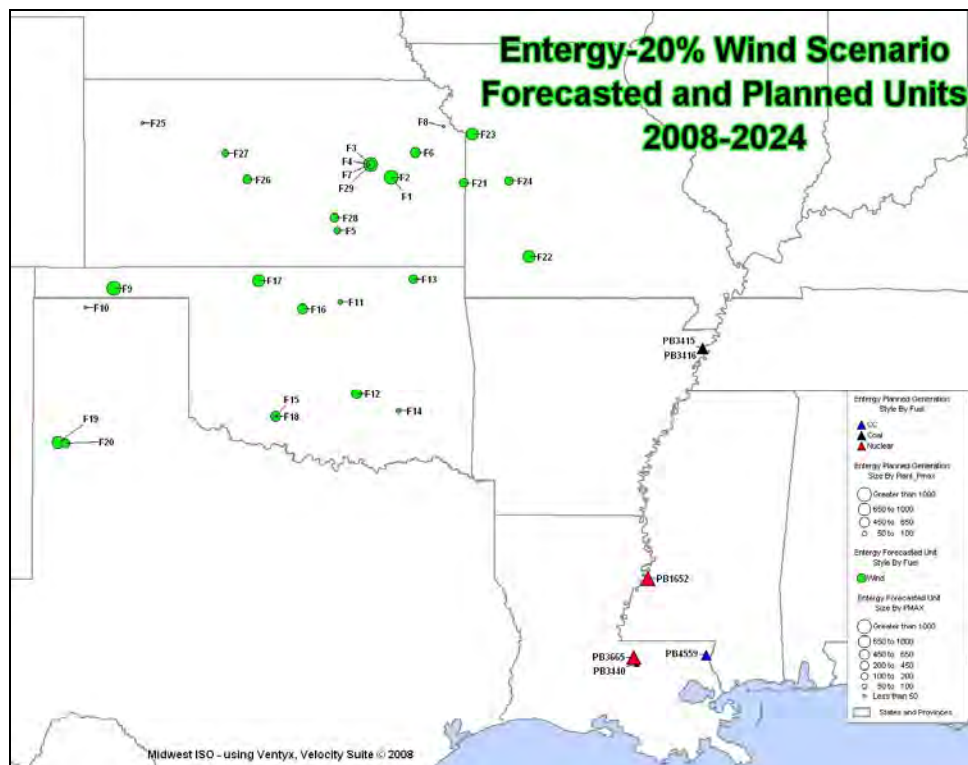 Entergy-20% Wind Scenario
Forecasted and Planned Units
2008-2024
F25
F8
F23
F3
F4
F7
F29
F6
F27
F2
F1
F26
F21
F24
F28
F5
F22
F17
F13
F9
F10
F11
F16
PB3415
PB3416
F12
F15
F18
F14
F19
F20
Entergy Planned Generation
Style By Fuel
CC
Coal
Nuclear
Entergy Planned Generation
Size By Plant_Pmax
Greater than 1000
650 to 1000
450 to 650
50 to 100
Entergy Forecasted Unit
Style By Fuel
Wind
Entergy Forecasted Unit
Size By PMAX
Greater than 1000
650 to 1000
450 to 650
200 to 450
100 to 200
50 to 100
Less than 50
States and Provinces
PB1652
PB3665
PB3440
PB4559
Midwest ISO - using Ventyx, Velocity Suite © 2008